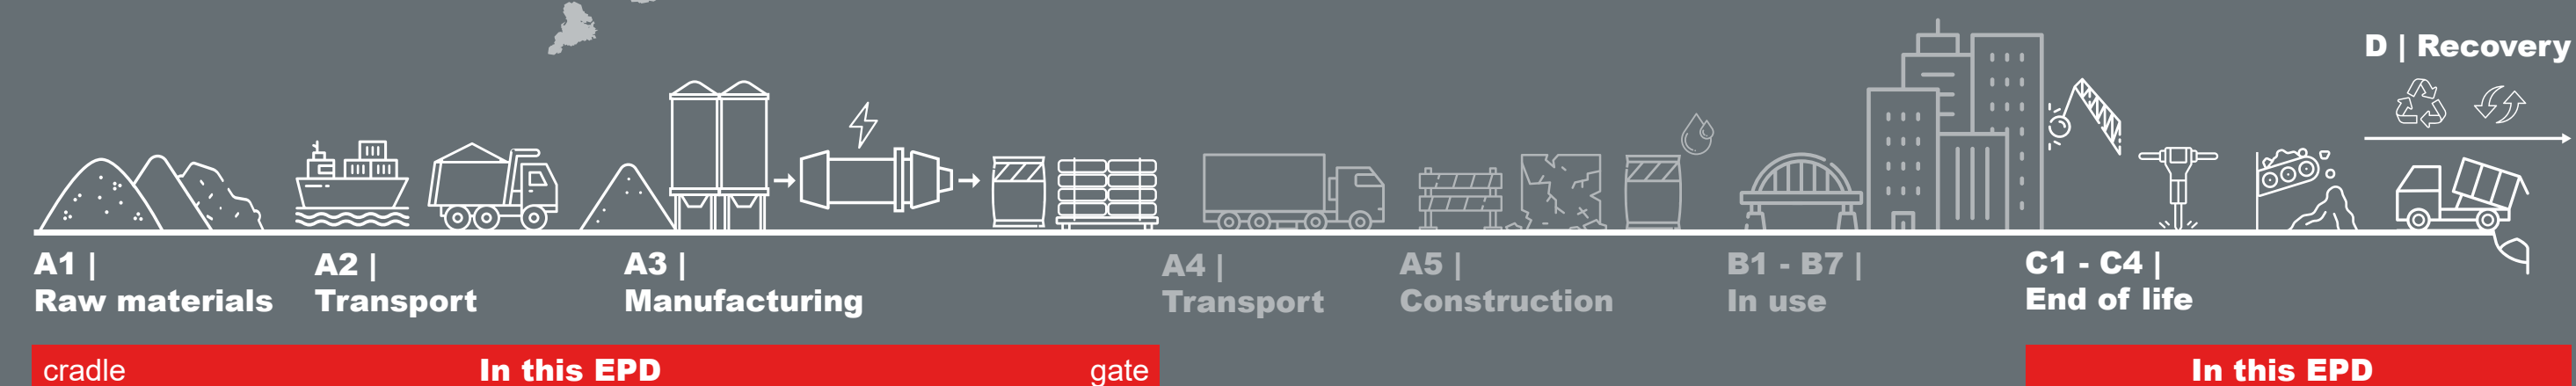 D | Recovery
A1 |
Raw materials
A2 |
Transport
A3 |
Manufacturing
A4 |
Transport
A5 |
Construction
B1 - B7 |
In use
C1 - C4 |
End of life
cradle
In this EPD
gate
In this EPD